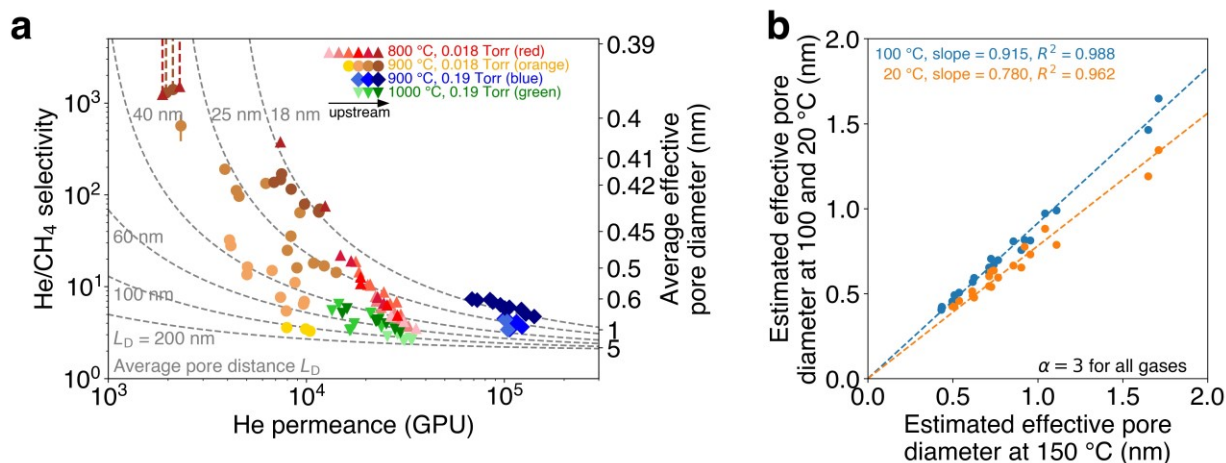 a
He/CH₄ selectivity
10³
10²
10¹
10⁰
10³
10⁴
10⁵
He permeance (GPU)
800 °C, 0.018 Torr (red)
900 °C, 0.018 Torr (orange)
900 °C, 0.19 Torr (blue)
1000 °C, 0.19 Torr (green)
upstream
40 nm
25 nm
18 nm
60 nm
100 nm
L_D = 200 nm
Average pore distance L_D
0.39
0.4
0.41
0.42
0.45
0.5
0.6
1
5
Average effective
pore diameter (nm)
b
Estimated effective pore
diameter at 100 and 20 °C (nm)
2.0
1.5
1.0
0.5
0.0
0.0
0.5
1.0
1.5
2.0
100 °C, slope = 0.915, R² = 0.988
20 °C, slope = 0.780, R² = 0.962
α = 3 for all gases
Estimated effective pore
diameter at 150 °C (nm)